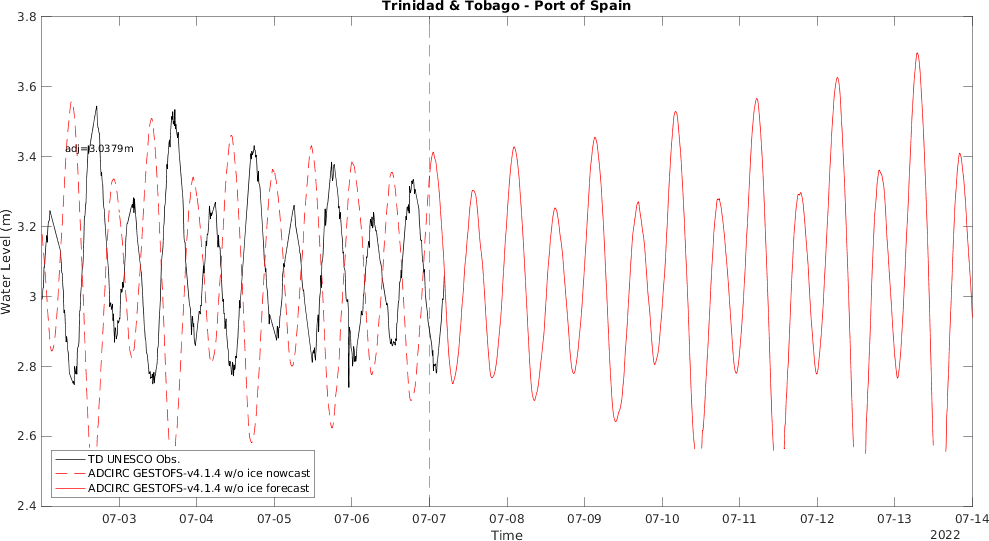 Trinidad & Tobago - Port of Spain
3.8
3.6
3.4
3.2
3
2.8
2.6
2.4
Water Level (m)
adj=3.0379m
TD UNESCO Obs.
ADCIRC GESTOFS-v4.1.4 w/o ice nowcast
ADCIRC GESTOFS-v4.1.4 w/o ice forecast
07-03 07-04 07-05 07-06 07-07 07-08 07-09 07-10 07-11 07-12 07-13 07-14
Time
2022